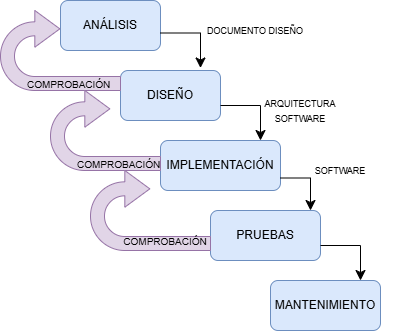 ANÁLISIS
DOCUMENTO DISEÑO
COMPROBACIÓN
DISEÑO
ARQUITECTURA
SOFTWARE
COMPROBACIÓN
IMPLEMENTACIÓN
SOFTWARE
COMPROBACIÓN
PRUEBAS
MANTENIMIENTO